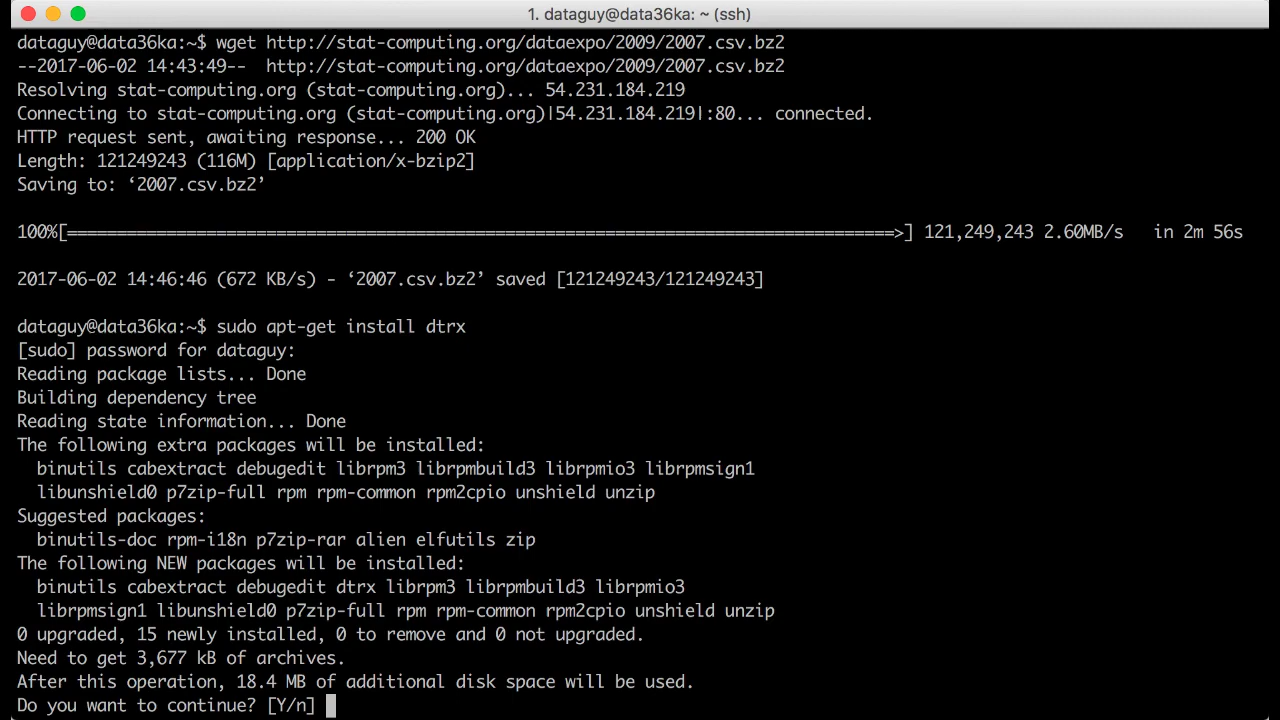 1. dataguy@data36ka: ~ (ssh)
dataguy@data36ka:~$ wget http://stat-computing.org/dataexpo/2009/2007.csv.bz2
--2017-06-02 14:43:49--  http://stat-computing.org/dataexpo/2009/2007.csv.bz2
Resolving stat-computing.org (stat-computing.org)... 54.231.184.219
Connecting to stat-computing.org (stat-computing.org)|54.231.184.219|:80... connected.
HTTP request sent, awaiting response... 200 OK
Length: 121249243 (116M) [application/x-bzip2]
Saving to: ‘2007.csv.bz2’
100%[===================================================================================>] 121,249,243 2.60MB/s   in 2m 56s
2017-06-02 14:46:46 (672 KB/s) - ‘2007.csv.bz2’ saved [121249243/121249243]
dataguy@data36ka:~$ sudo apt-get install dtrx
[sudo] password for dataguy:
Reading package lists... Done
Building dependency tree
Reading state information... Done
The following extra packages will be installed:
  binutils cabextract debugedit librpm3 librpmbuild3 librpmio3 librpmsign1
  libunshield0 p7zip-full rpm rpm-common rpm2cpio unshield unzip
Suggested packages:
  binutils-doc rpm-i18n p7zip-rar alien elfutils zip
The following NEW packages will be installed:
  binutils cabextract debugedit dtrx librpm3 librpmbuild3 librpmio3
  librpmsign1 libunshield0 p7zip-full rpm rpm-common rpm2cpio unshield unzip
0 upgraded, 15 newly installed, 0 to remove and 0 not upgraded.
Need to get 3,677 kB of archives.
After this operation, 18.4 MB of additional disk space will be used.
Do you want to continue? [Y/n]